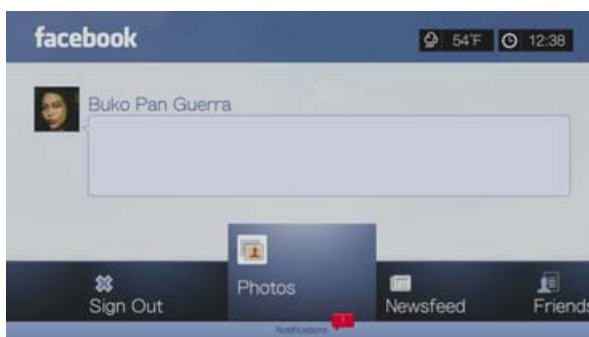 facebook
54°F 12:38
Buko Pan Guerra
Photos
Sign Out
Newsfeed
Friends
Notifications